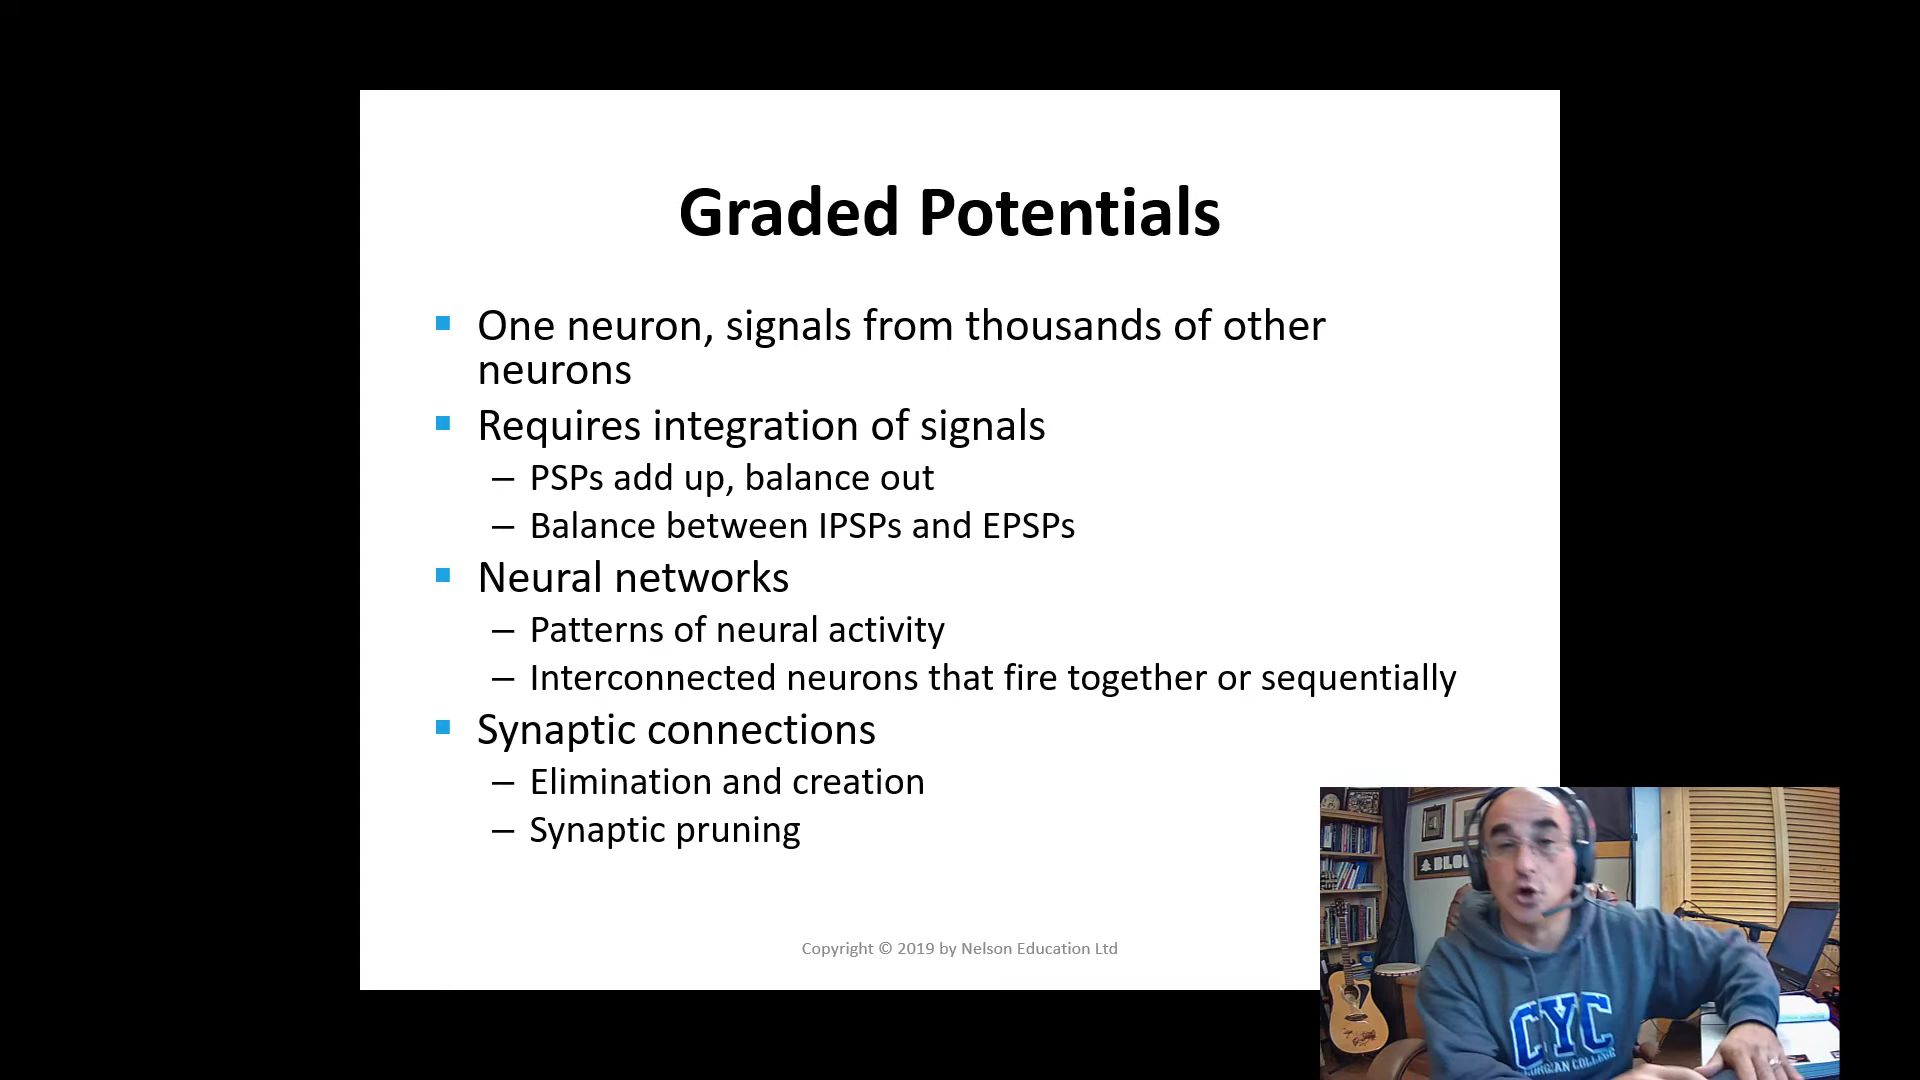 Graded Potentials
One neuron, signals from thousands of other
neurons
Requires integration of signals
– PSPs add up, balance out
– Balance between IPSPs and EPSPs
Neural networks
– Patterns of neural activity
– Interconnected neurons that fire together or sequentially
Synaptic connections
– Elimination and creation
– Synaptic pruning
Copyright © 2019 by Nelson Education Ltd
CYC